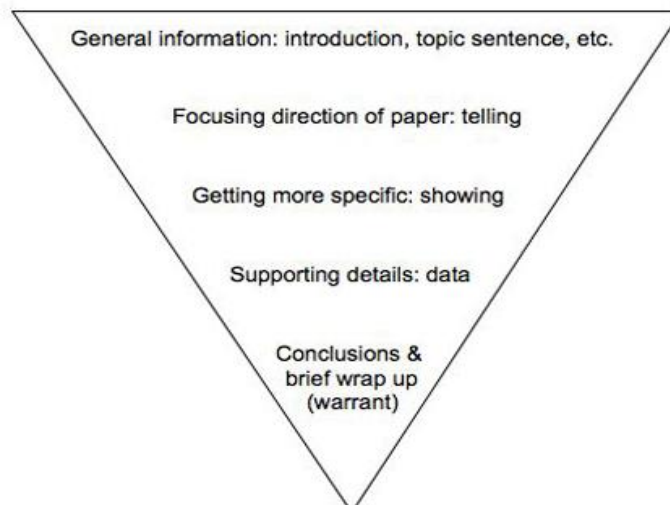 General information: introduction, topic sentence, etc.
Focusing direction of paper: telling
Getting more specific: showing
Supporting details: data
Conclusions &
brief wrap up
(warrant)